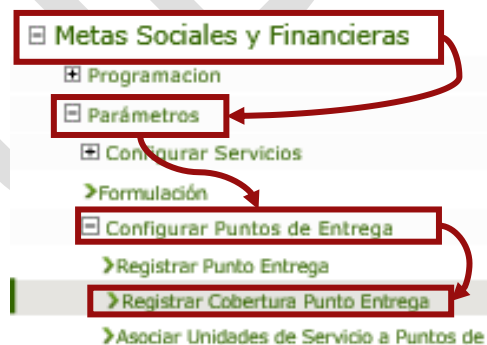 Metas Sociales y Financieras
Programacion
Parámetros
Configurar Servicios
Formulación
Configurar Puntos de Entrega
Registrar Punto Entrega
Registrar Cobertura Punto Entrega
Asociar Unidades de Servicio a Puntos de